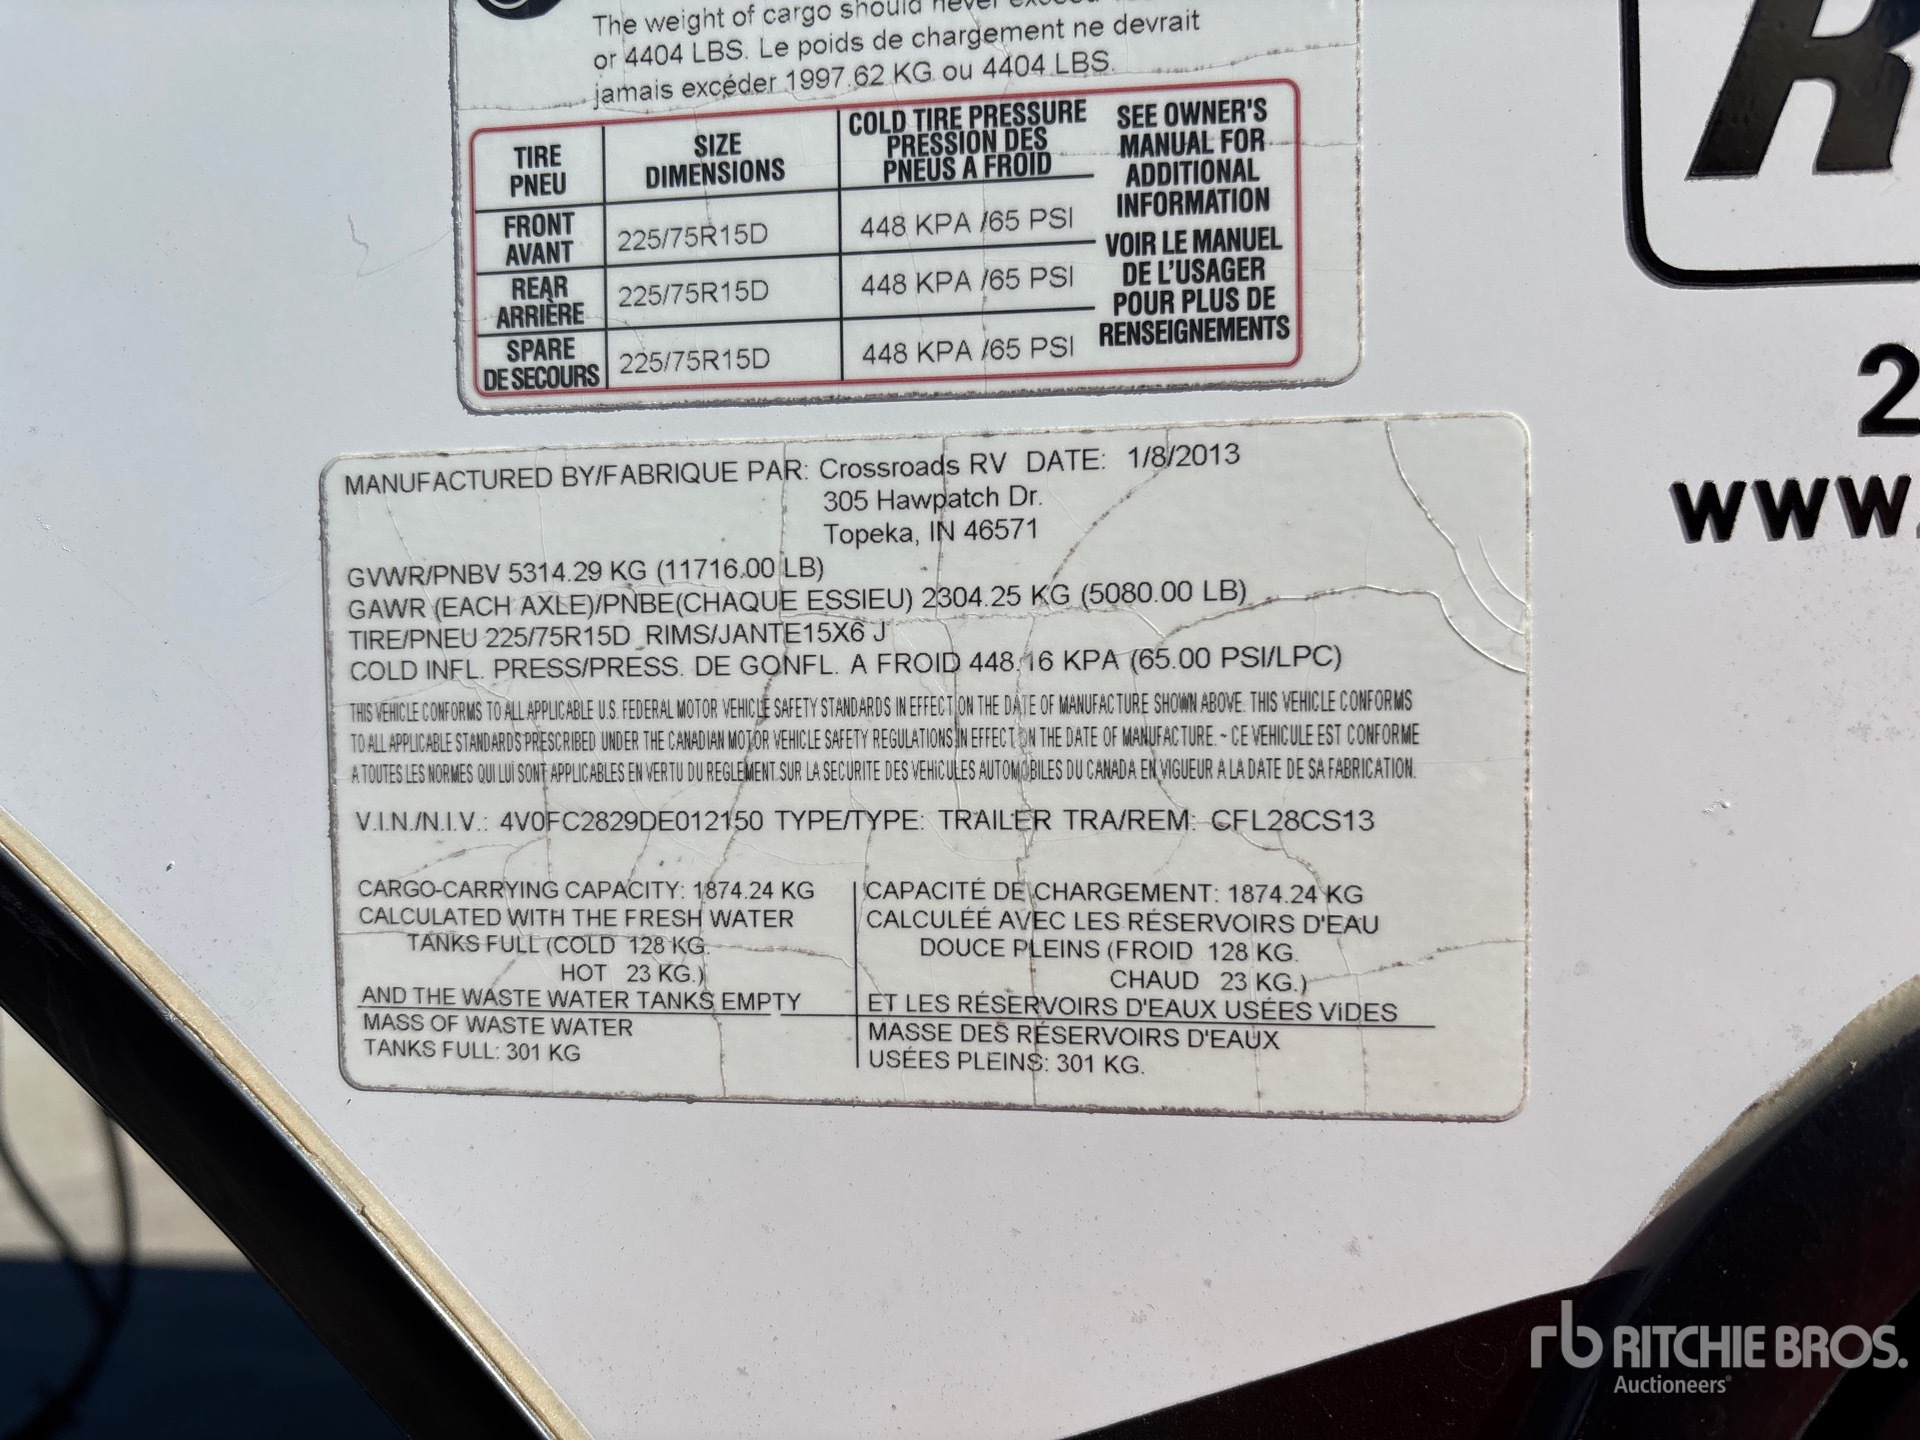 The weight of cargo should never exceed
or 4404 LBS. Le poids de chargement ne devrait
jamais excéder 1997.62 KG ou 4404 LBS.
TIRE
PNEU
SIZE
DIMENSIONS
COLD TIRE PRESSURE
PRESSION DES
PNEUS A FROID
SEE OWNER'S
MANUAL FOR
ADDITIONAL
INFORMATION
VOIR LE MANUEL
DE L'USAGER
POUR PLUS DE
RENSEIGNEMENTS
FRONT
AVANT
225/75R15D
448 KPA /65 PSI
REAR
ARRIÈRE
225/75R15D
448 KPA /65 PSI
SPARE
DE SECOURS
225/75R15D
448 KPA /65 PSI
R
2
www.
MANUFACTURED BY/FABRIQUE PAR: Crossroads RV DATE: 1/8/2013
305 Hawpatch Dr.
Topeka, IN 46571
GVWR/PNBV 5314.29 KG (11716.00 LB)
GAWR (EACH AXLE)/PNBE(CHAQUE ESSIEU) 2304.25 KG (5080.00 LB)
TIRE/PNEU 225/75R15D RIMS/JANTE15X6 J
COLD INFL. PRESS/PRESS. DE GONFL. A FROID 448.16 KPA (65.00 PSI/LPC)
THIS VEHICLE CONFORMS TO ALL APPLICABLE U.S. FEDERAL MOTOR VEHICLE SAFETY STANDARDS IN EFFECT ON THE DATE OF MANUFACTURE SHOWN ABOVE. THIS VEHICLE CONFORMS
TO ALL APPLICABLE STANDARDS PRESCRIBED UNDER THE CANADIAN MOTOR VEHICLE SAFETY REGULATIONS IN EFFECT ON THE DATE OF MANUFACTURE. ~ CE VEHICULE EST CONFORME
A TOUTES LES NORMES QUI LUI SONT APPLICABLES EN VERTU DU REGLEMENT SUR LA SECURITE DES VEHICULES AUTOMOBILES DU CANADA EN VIGUEUR A LA DATE DE SA FABRICATION.
V.I.N./N.I.V.: 4V0FC2829DE012150 TYPE/TYPE: TRAILER TRA/REM: CFL28CS13
CARGO-CARRYING CAPACITY: 1874.24 KG
CALCULATED WITH THE FRESH WATER
TANKS FULL (COLD 128 KG.
HOT 23 KG.)
AND THE WASTE WATER TANKS EMPTY
MASS OF WASTE WATER
TANKS FULL: 301 KG
CAPACITÉ DE CHARGEMENT: 1874.24 KG
CALCULÉE AVEC LES RÉSERVOIRS D'EAU
DOUCE PLEINS (FROID 128 KG.
CHAUD 23 KG.)
ET LES RÉSERVOIRS D'EAUX USÉES VIDES
MASSE DES RÉSERVOIRS D'EAUX
USÉES PLEINS: 301 KG.
rb RITCHIE BROS.
Auctioneers